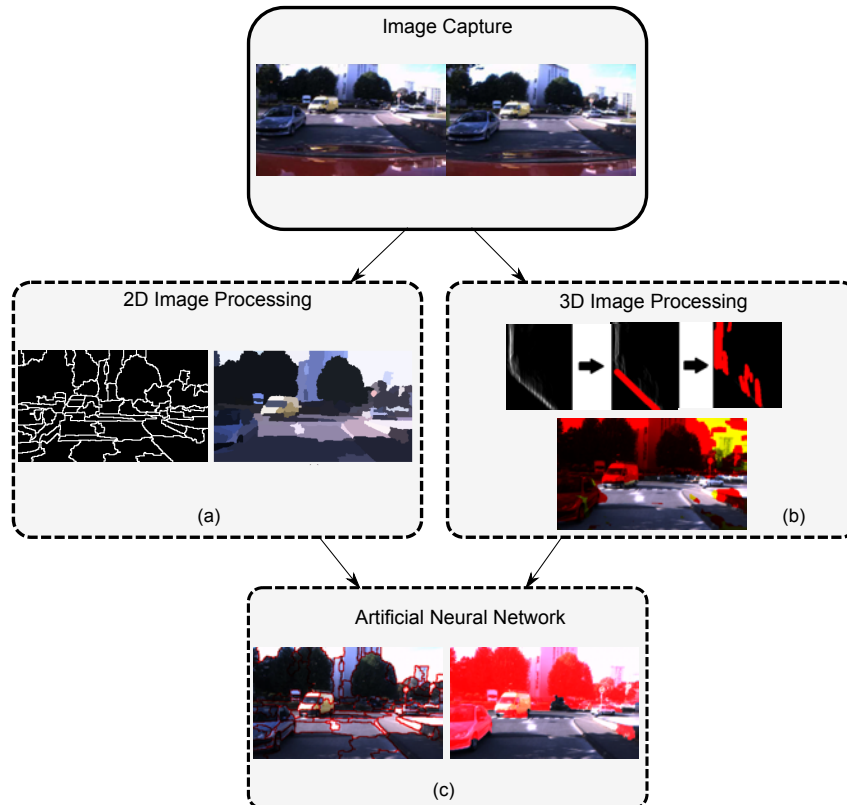 Image Capture
2D Image Processing
(a)
3D Image Processing
(b)
Artificial Neural Network
(c)